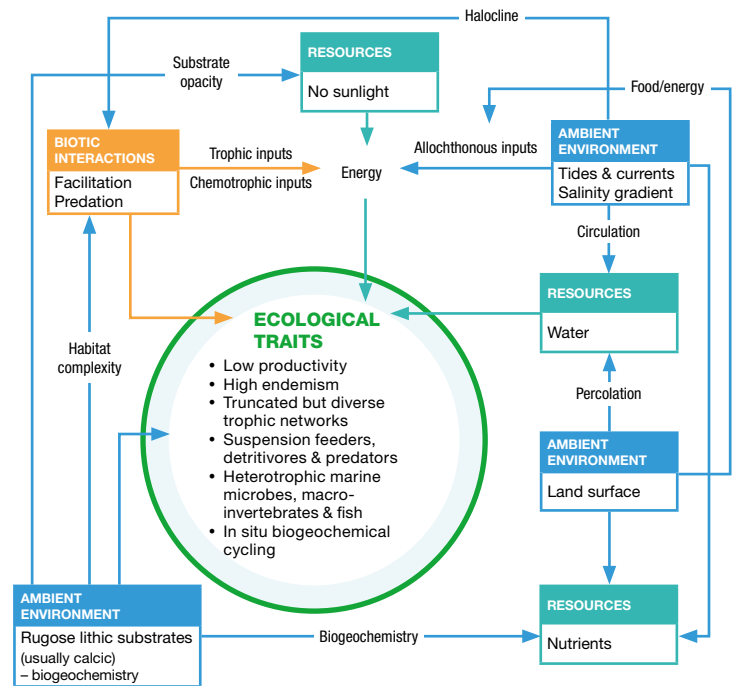 Halocline
Substrate
opacity
RESOURCES
No sunlight
Food/energy
BIOTIC
INTERACTIONS
Facilitation
Predation
Trophic inputs
Chemotrophic inputs
Energy
Allochthonous inputs
AMBIENT
ENVIRONMENT
Tides & currents
Salinity gradient
Circulation
RESOURCES
Water
Habitat
complexity
ECOLOGICAL
TRAITS
• Low productivity
• High endemism
• Truncated but diverse
trophic networks
• Suspension feeders,
detritivores & predators
• Heterotrophic marine
microbes, macro-
invertebrates & fish
• In situ biogeochemical
cycling
Percolation
AMBIENT
ENVIRONMENT
Land surface
AMBIENT
ENVIRONMENT
Rugose lithic substrates
(usually calcic)
– biogeochemistry
Biogeochemistry
RESOURCES
Nutrients